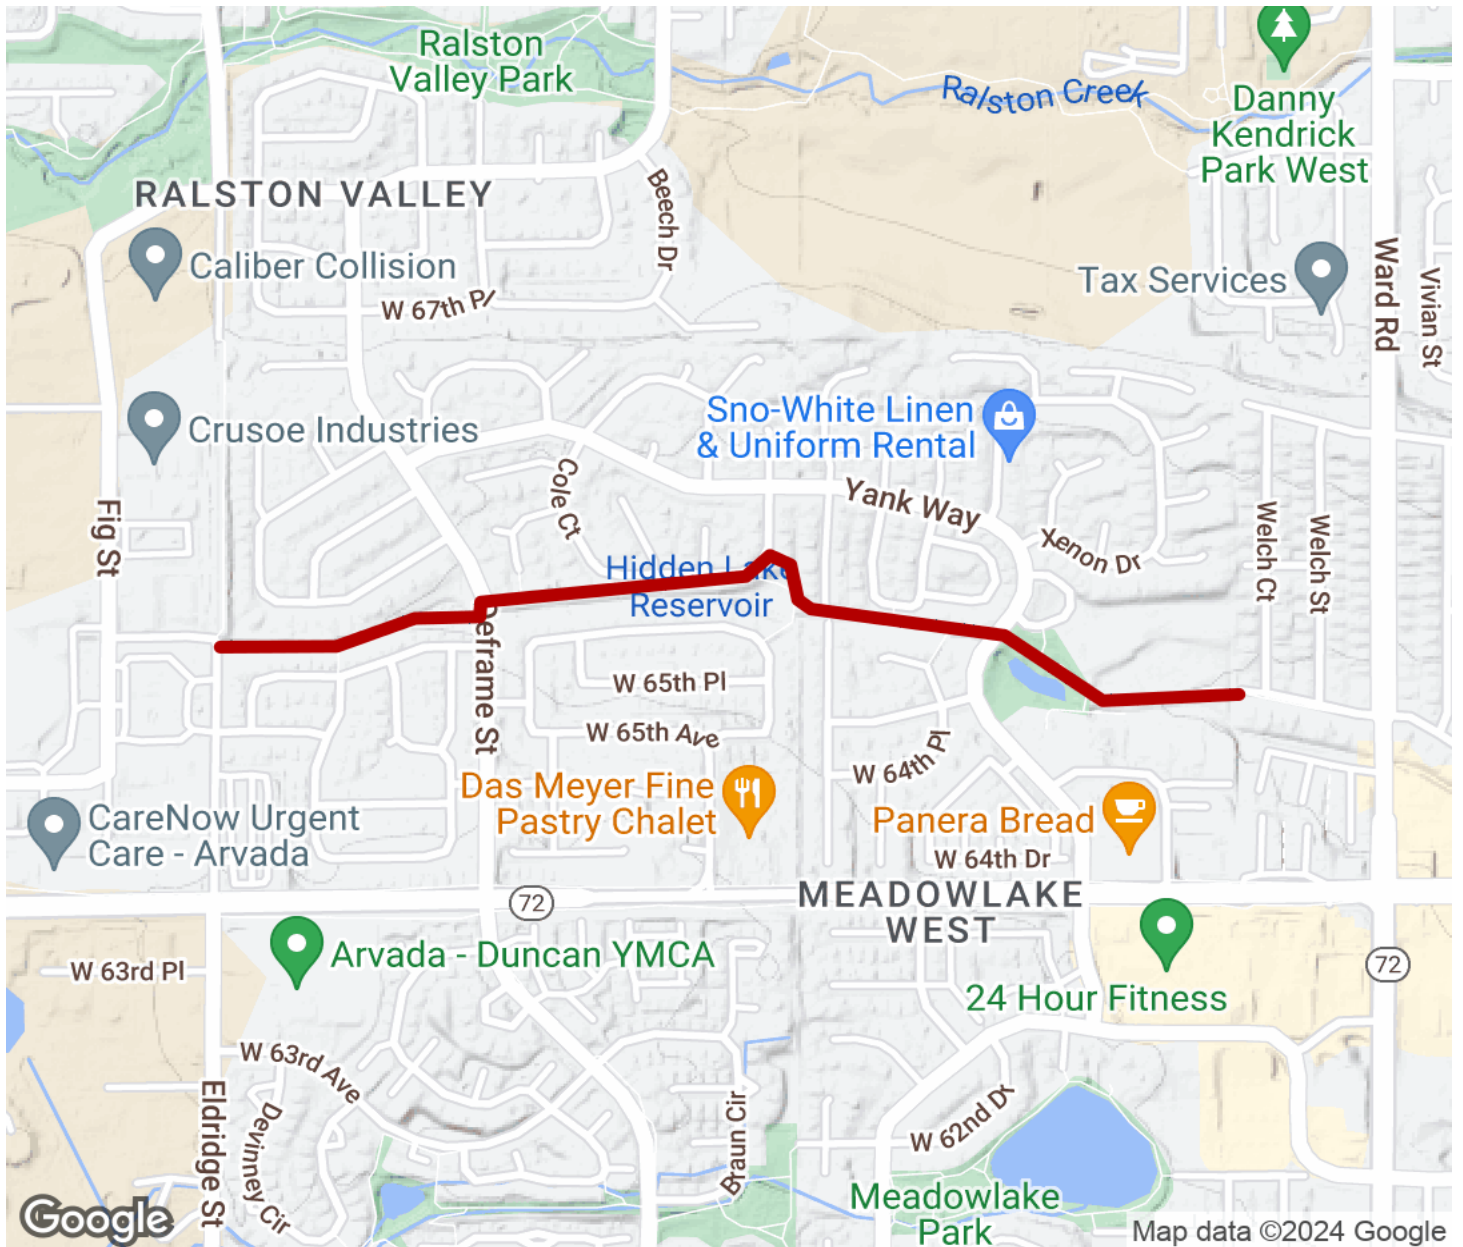 Ralston
Valley Park
Ralston Creek
Danny
Kendrick
Park West
RALSTON VALLEY
Beech Dr
Caliber Collision
Ward Rd
Vivian St
Tax Services
W 67th Pl
Crusoe Industries
Sno-White Linen
& Uniform Rental
Cole Ct
Yank Way
Fig St
Xenon Dr
Welch Ct
Welch St
Hidden Lake
Reservoir
Deframe St
W 65th Pl
W 65th Ave
W 64th Pl
Das Meyer Fine
Pastry Chalet
CareNow Urgent
Care - Arvada
Panera Bread
W 64th Dr
72
MEADOWLAKE
WEST
Arvada - Duncan YMCA
W 63rd Pl
72
24 Hour Fitness
W 63rd Ave
Eldridge St
Devinney Cir
Braun Cir
W 62nd Dr
Meadowlake
Park
Google
Map data ©2024 Google